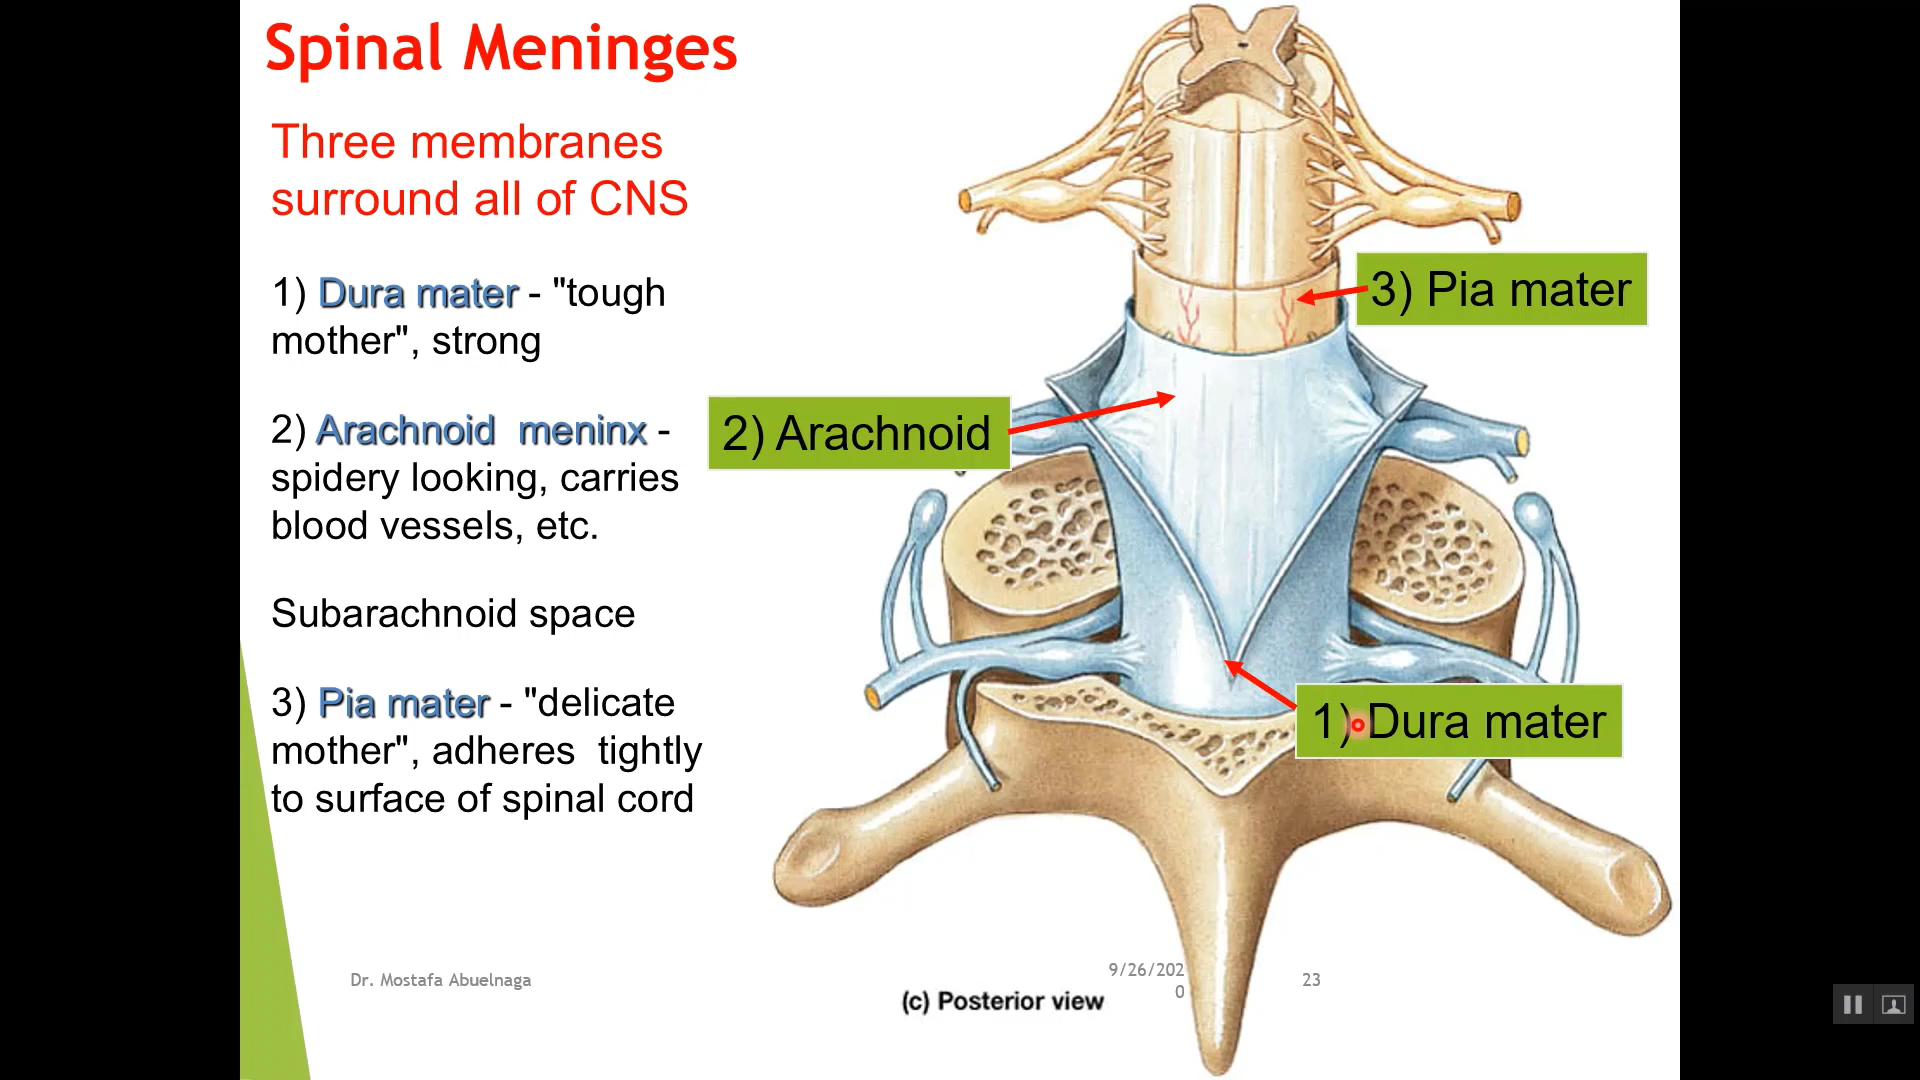 Spinal Meninges
Three membranes
surround all of CNS
1) Dura mater - "tough
mother", strong
2) Arachnoid meninx -
spidery looking, carries
blood vessels, etc.
Subarachnoid space
3) Pia mater - "delicate
mother", adheres tightly
to surface of spinal cord
3) Pia mater
2) Arachnoid
1) Dura mater
Dr. Mostafa Abuelnaga
9/26/202
0
23
(c) Posterior view